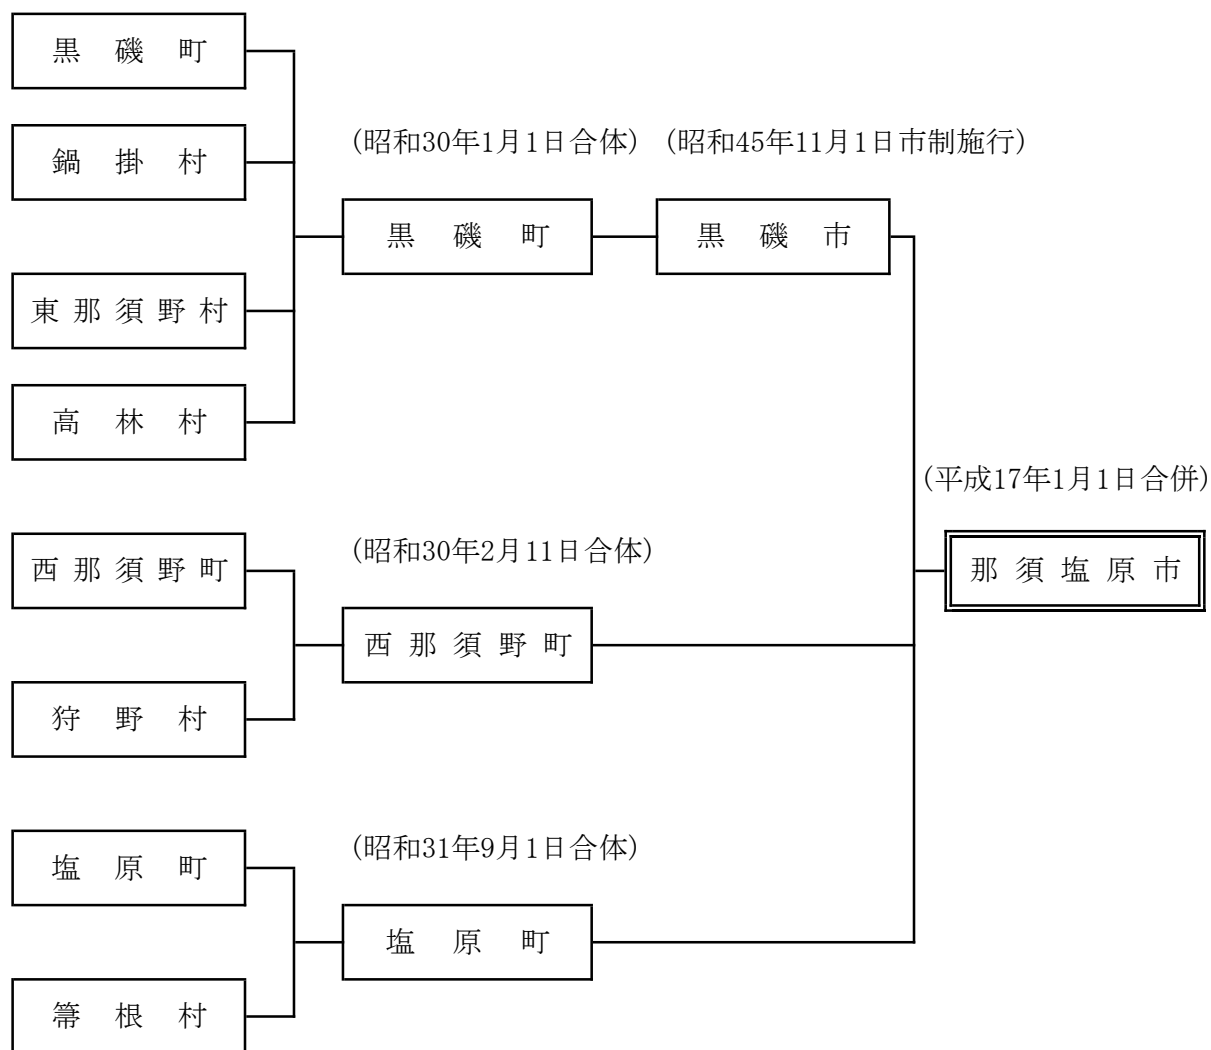 黒磯町
鍋掛村
(昭和30年1月1日合体) (昭和45年11月1日市制施行)
黒磯町
黒磯市
東那須野村
高林村
(平成17年1月1日合併)
西那須野町
(昭和30年2月11日合体)
那須塩原市
西那須野町
狩野村
塩原町
(昭和31年9月1日合体)
塩原町
箒根村